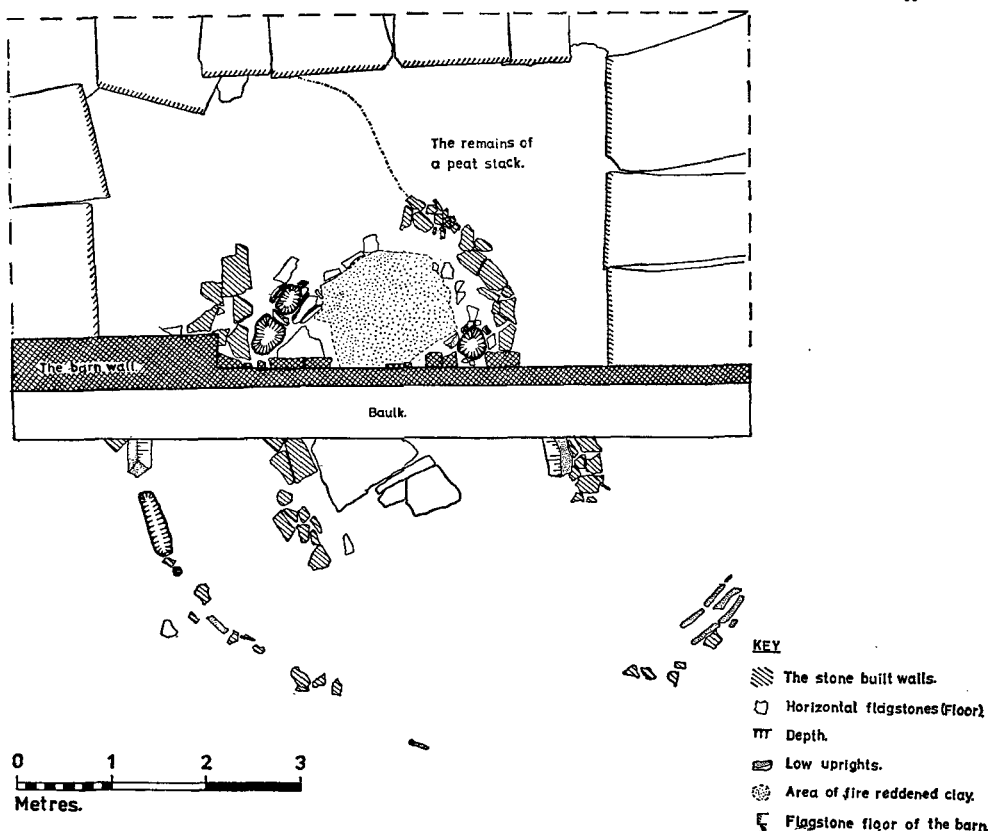 The remains of
a peat stack.
The barn wall.
Baulk.
0 1 2 3
Metres.
KEY
The stone built walls.
Horizontal flagstones (Floor).
Depth.
Low uprights.
Area of fire reddened clay.
Flagstone floor of the barn.